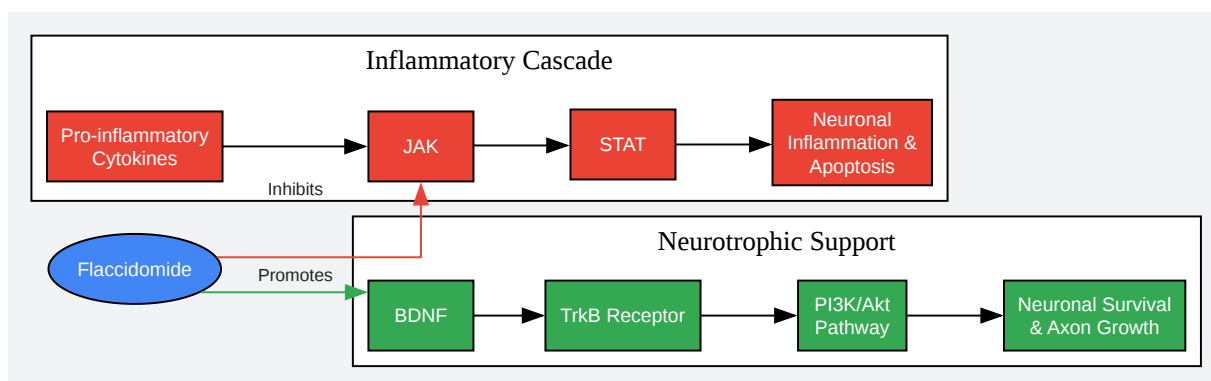 Inflammatory Cascade
Pro-inflammatory
Cytokines
JAK
STAT
Neuronal
Inflammation &
Apoptosis
Inhibits
Flaccidomide
Promotes
Neurotrophic Support
BDNF
TrkB Receptor
PI3K/Akt
Pathway
Neuronal Survival
& Axon Growth